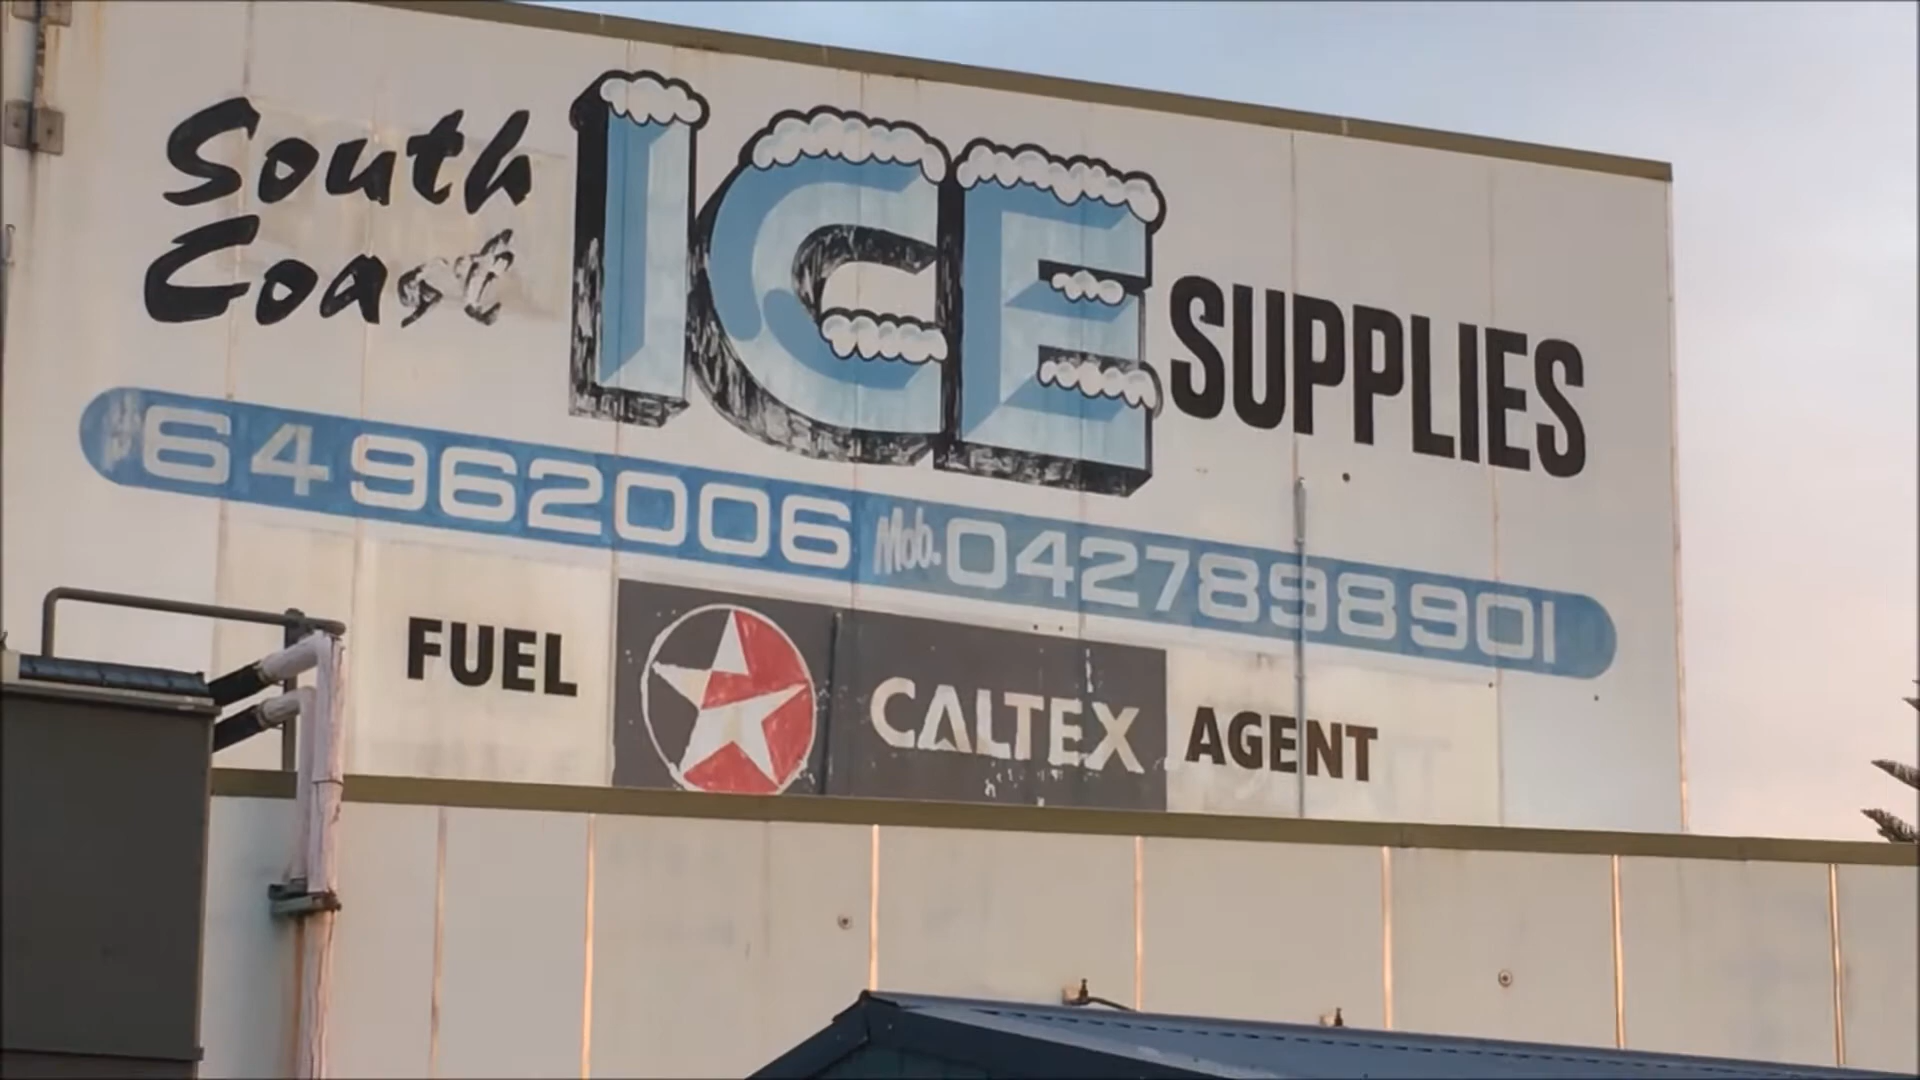 South
Coast
ICE
SUPPLIES
64962006 Mob. 0427898901
FUEL
CALTEX
AGENT